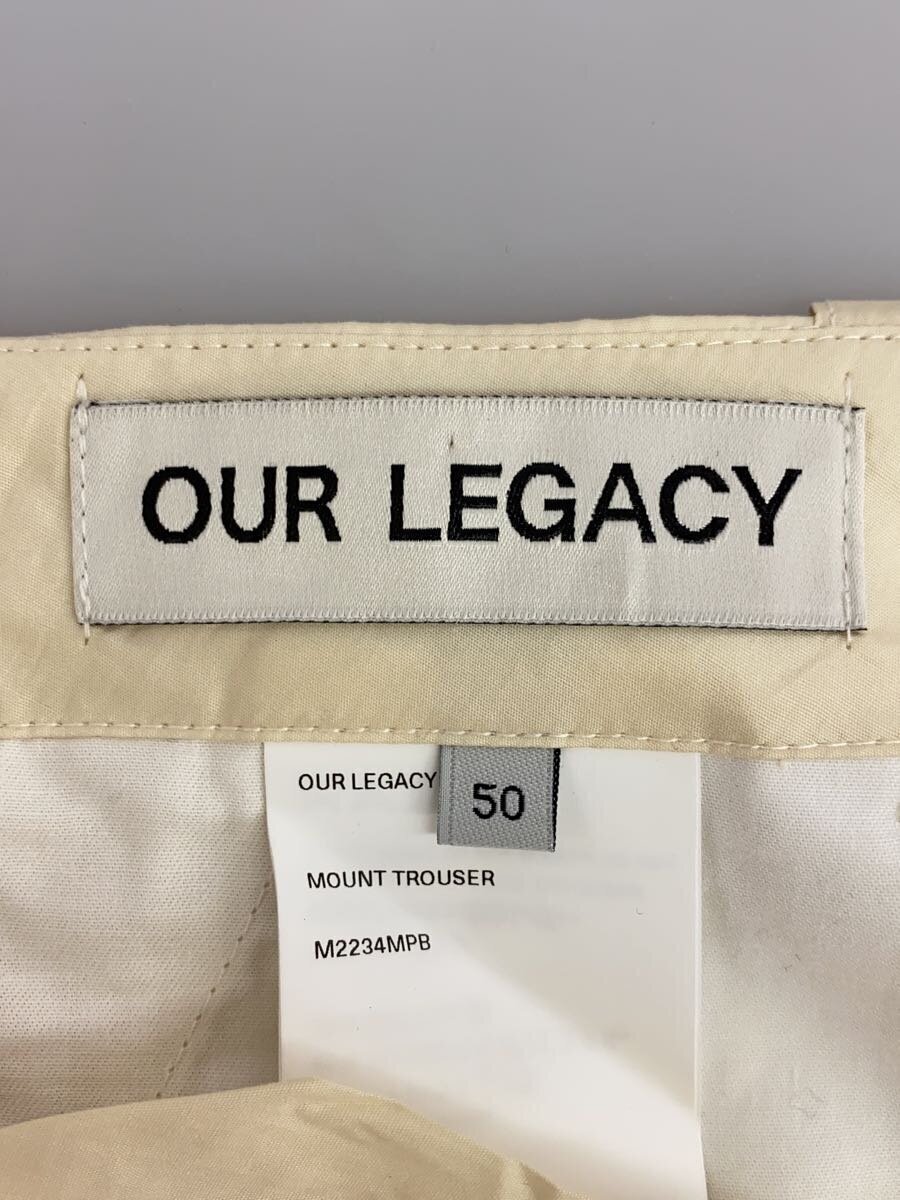 OUR LEGACY
OUR LEGACY
50
MOUNT TROUSER
M2234MPB